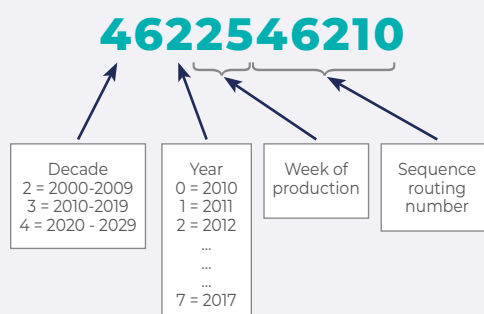 4622546210
Decade
2 = 2000-2009
3 = 2010-2019
4 = 2020 - 2029
Year
0 = 2010
1 = 2011
2 = 2012
...
...
...
7 = 2017
Week of
production
Sequence
routing
number